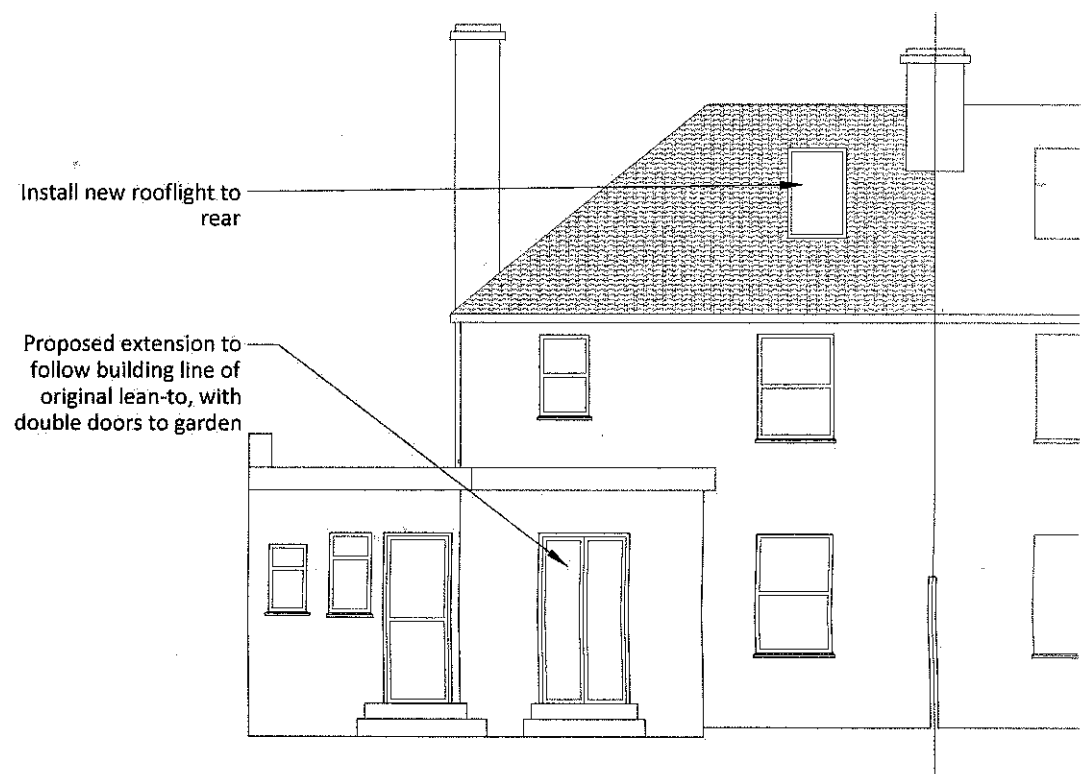 Install new rooflight to
rear
Proposed extension to
follow building line of
original lean-to, with
double doors to garden